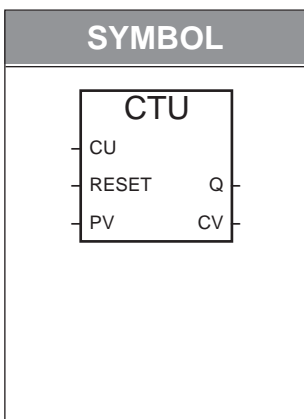 SYMBOL
CTU
CU
RESET Q
PV CV